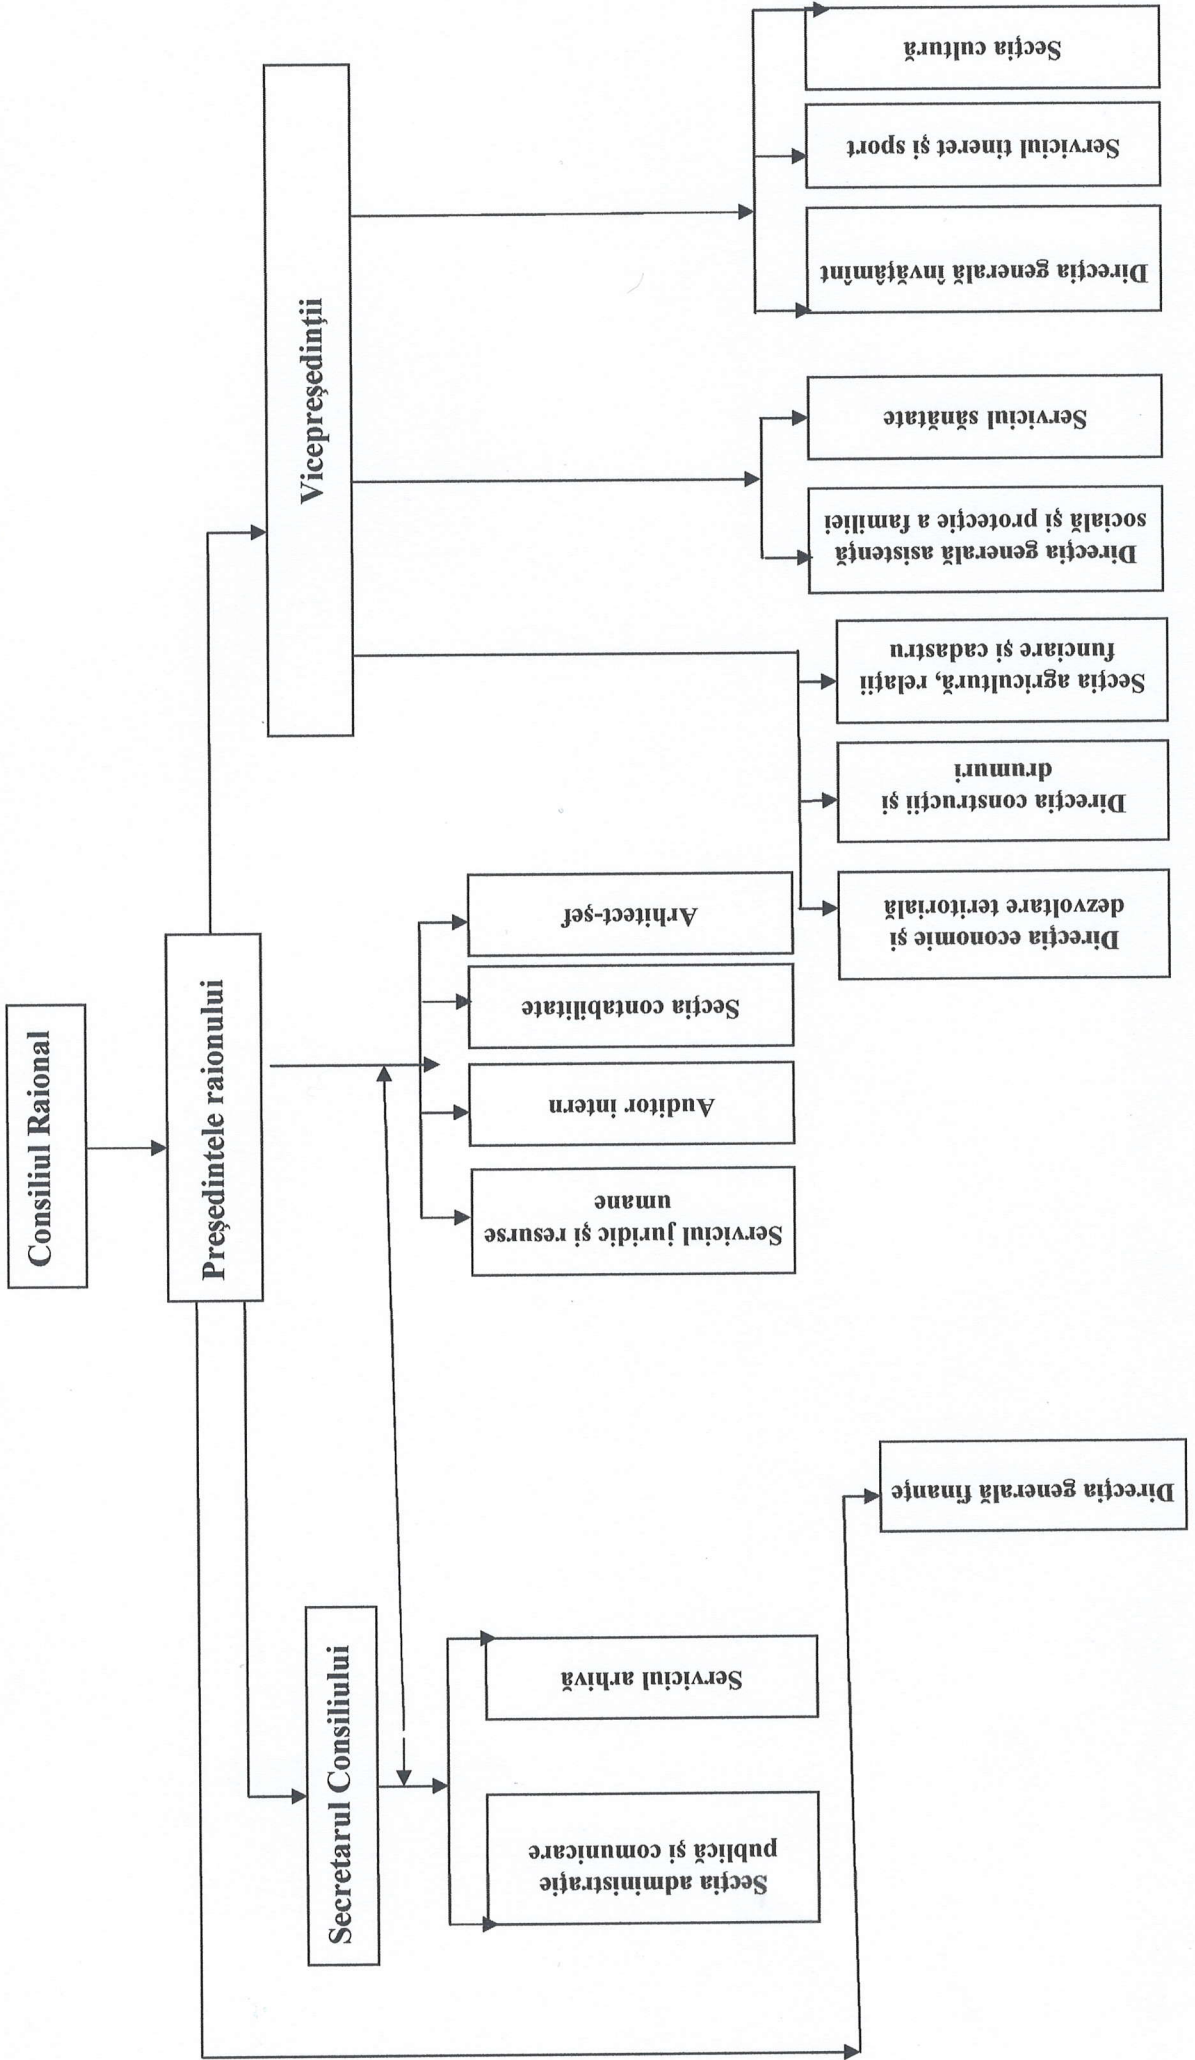 Consiliul Raional
Președintele raionului
Vicepreședinții
Secretarul Consiliului
Secția administrație
publică și comunicare
Serviciul arhivă
Serviciul juridic și resurse
umane
Auditor intern
Secția contabilitate
Arhitect-șef
Direcția generală finanțe
Direcția economie și
dezvoltare teritorială
Direcția construcții și
drumuri
Secția agricultură, relații
funciare și cadastru
Direcția generală asistență
socială și protecție a familiei
Serviciul sănătate
Direcția generală învățâmînt
Serviciul tineret și sport
Secția cultură